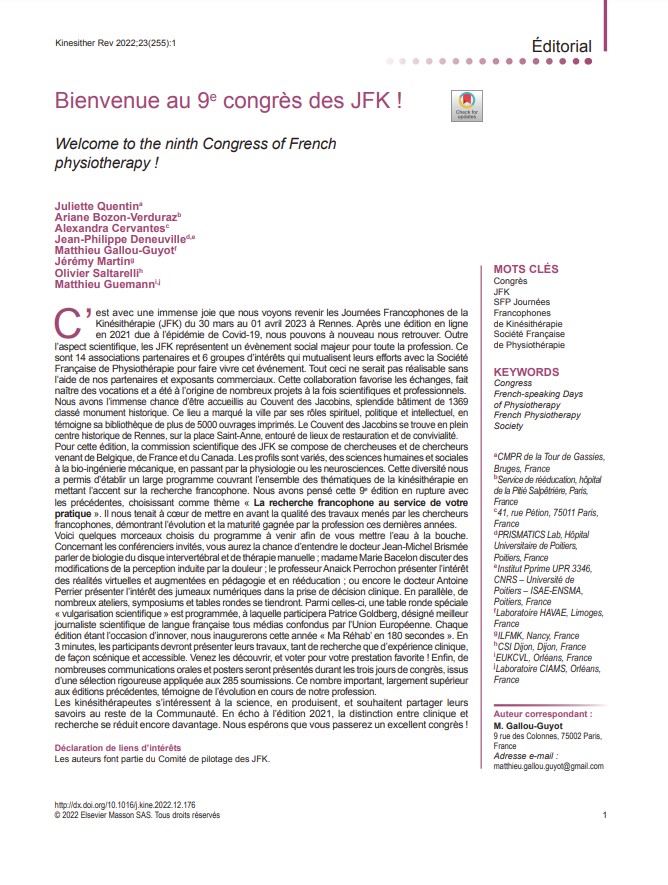 Kinesither Rev 2022;23(255):1
Éditorial
Bienvenue au 9e congrès des JFK !
Check for
updates
Welcome to the ninth Congress of French
physiotherapy !
Juliette Quentina
Ariane Bozon-Verdurazb
Alexandra Cervantesc
Jean-Philippe Deneuvilled,e
Matthieu Gallou-Guyotf
Jérémy Marting
Olivier Saltarellih
Matthieu Guemanni,j
C’est avec une immense joie que nous voyons revenir les Journées Francophones de la
Kinésithérapie (JFK) du 30 mars au 01 avril 2023 à Rennes. Après une édition en ligne
en 2021 due à l'épidémie de Covid-19, nous pouvons à nouveau nous retrouver. Outre
l'aspect scientifique, les JFK représentent un évènement social majeur pour toute la profession. Ce
sont 14 associations partenaires et 6 groupes d'intérêts qui mutualisent leurs efforts avec la Société
Française de Physiothérapie pour faire vivre cet événement. Tout ceci ne serait pas réalisable sans
l'aide de nos partenaires et exposants commerciaux. Cette collaboration favorise les échanges, fait
naître des vocations et a été à l'origine de nombreux projets à la fois scientifiques et professionnels.
Nous avons l'immense chance d'être accueillis au Couvent des Jacobins, splendide bâtiment de 1369
classé monument historique. Ce lieu a marqué la ville par ses rôles spirituel, politique et intellectuel, en
témoigne sa bibliothèque de plus de 5000 ouvrages imprimés. Le Couvent des Jacobins se trouve en plein
centre historique de Rennes, sur la place Saint-Anne, entouré de lieux de restauration et de convivialité.
Pour cette édition, la commission scientifique des JFK se compose de chercheuses et de chercheurs
venant de Belgique, de France et du Canada. Les profils sont variés, des sciences humaines et sociales
à la bio-ingénierie mécanique, en passant par la physiologie ou les neurosciences. Cette diversité nous
a permis d'établir un large programme couvrant l'ensemble des thématiques de la kinésithérapie en
mettant l'accent sur la recherche francophone. Nous avons pensé cette 9e édition en rupture avec
les précédentes, choisissant comme thème « La recherche francophone au service de votre
pratique ». Il nous tenait à cœur de mettre en avant la qualité des travaux menés par les chercheurs
francophones, démontrant l'évolution et la maturité gagnée par la profession ces dernières années.
Voici quelques morceaux choisis du programme à venir afin de vous mettre l'eau à la bouche.
Concernant les conférenciers invités, vous aurez la chance d'entendre le docteur Jean-Michel Brismée
parler de biologie du disque intervertébral et de thérapie manuelle ; madame Marie Bacelon discuter des
modifications de la perception induite par la douleur ; le professeur Anaick Perrochon présenter l'intérêt
des réalités virtuelles et augmentées en pédagogie et en rééducation ; ou encore le docteur Antoine
Perrier présenter l'intérêt des jumeaux numériques dans la prise de décision clinique. En parallèle, de
nombreux ateliers, symposiums et tables rondes se tiendront. Parmi celles-ci, une table ronde spéciale
« vulgarisation scientifique » est programmée, à laquelle participera Patrice Goldberg, désigné meilleur
journaliste scientifique de langue française tous médias confondus par l'Union Européenne. Chaque
édition étant l'occasion d'innover, nous inaugurerons cette année « Ma Réhab' en 180 secondes ». En
3 minutes, les participants devront présenter leurs travaux, tant de recherche que d'expérience clinique,
de façon scénique et accessible. Venez les découvrir, et voter pour votre prestation favorite ! Enfin, de
nombreuses communications orales et posters seront présentés durant les trois jours de congrès, issus
d'une sélection rigoureuse appliquée aux 285 soumissions. Ce nombre important, largement supérieur
aux éditions précédentes, témoigne de l'évolution en cours de notre profession.
Les kinésithérapeutes s'intéressent à la science, en produisent, et souhaitent partager leurs
savoirs au reste de la Communauté. En écho à l'édition 2021, la distinction entre clinique et
recherche se réduit encore davantage. Nous espérons que vous passerez un excellent congrès !
Déclaration de liens d'intérêts
Les auteurs font partie du Comité de pilotage des JFK.
MOTS CLÉS
Congrès
JFK
SFP Journées
Francophones
de Kinésithérapie
Société Française
de Physiothérapie
KEYWORDS
Congress
French-speaking Days
of Physiotherapy
French Physiotherapy
Society
aCMPR de la Tour de Gassies,
Bruges, France
bService de rééducation, hôpital
de la Pitié Salpêtrière, Paris,
France
c41, rue Pétion, 75011 Paris,
France
dPRISMATICS Lab, Hôpital
Universitaire de Poitiers,
Poitiers, France
eInstitut Pprime UPR 3346,
CNRS – Université de
Poitiers – ISAE-ENSMA,
Poitiers, France
fLaboratoire HAVAE, Limoges,
France
gILFMK, Nancy, France
hCSI Dijon, Dijon, France
iEUKCVL, Orléans, France
jLaboratoire CIAMS, Orléans,
France
Auteur correspondant :
M. Gallou-Guyot
9 rue des Colonnes, 75002 Paris,
France
Adresse e-mail :
matthieu.gallou.guyot@gmail.com
http://dx.doi.org/10.1016/j.kine.2022.12.176
© 2022 Elsevier Masson SAS. Tous droits réservés
1